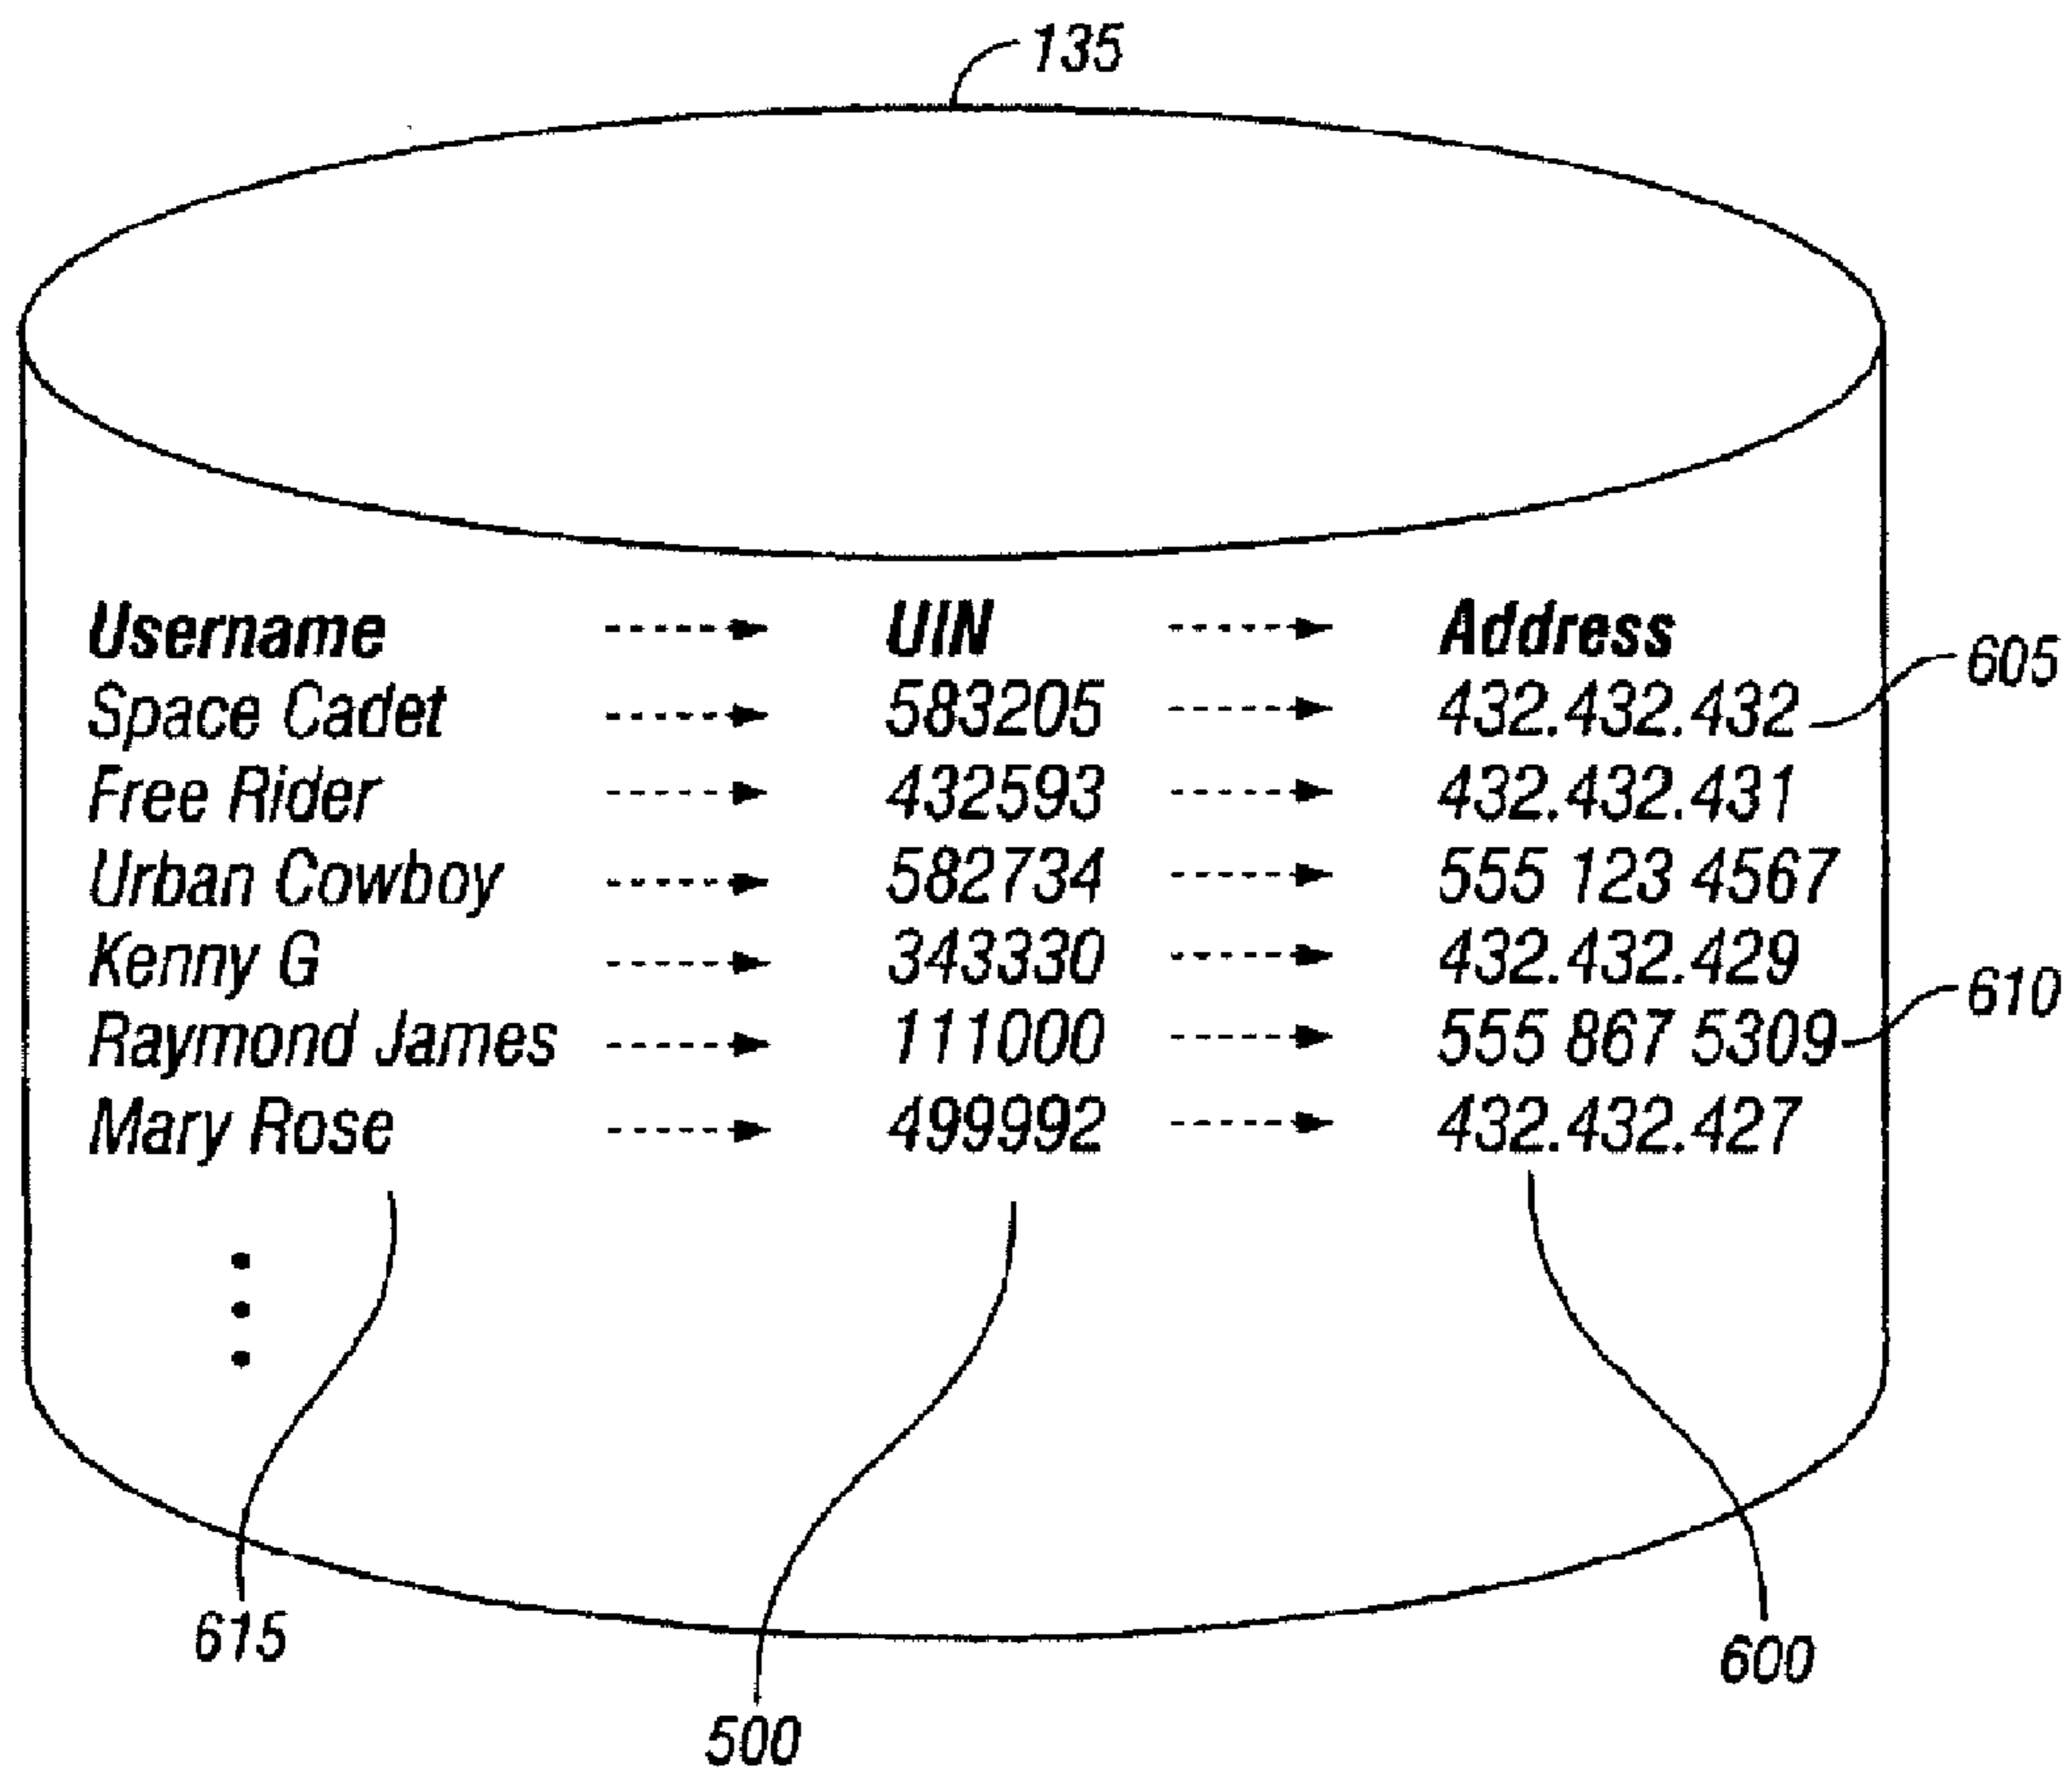 135
Username UIN Address
605
Space Cadet 583205 432.432.432
Free Rider 432593 432.432.431
Urban Cowboy 582734 555 123 4567
Kenny G 343330 432.432.429
610
Raymond James 111000 555 867 5309
Mary Rose 499992 432.432.427
615
600
500